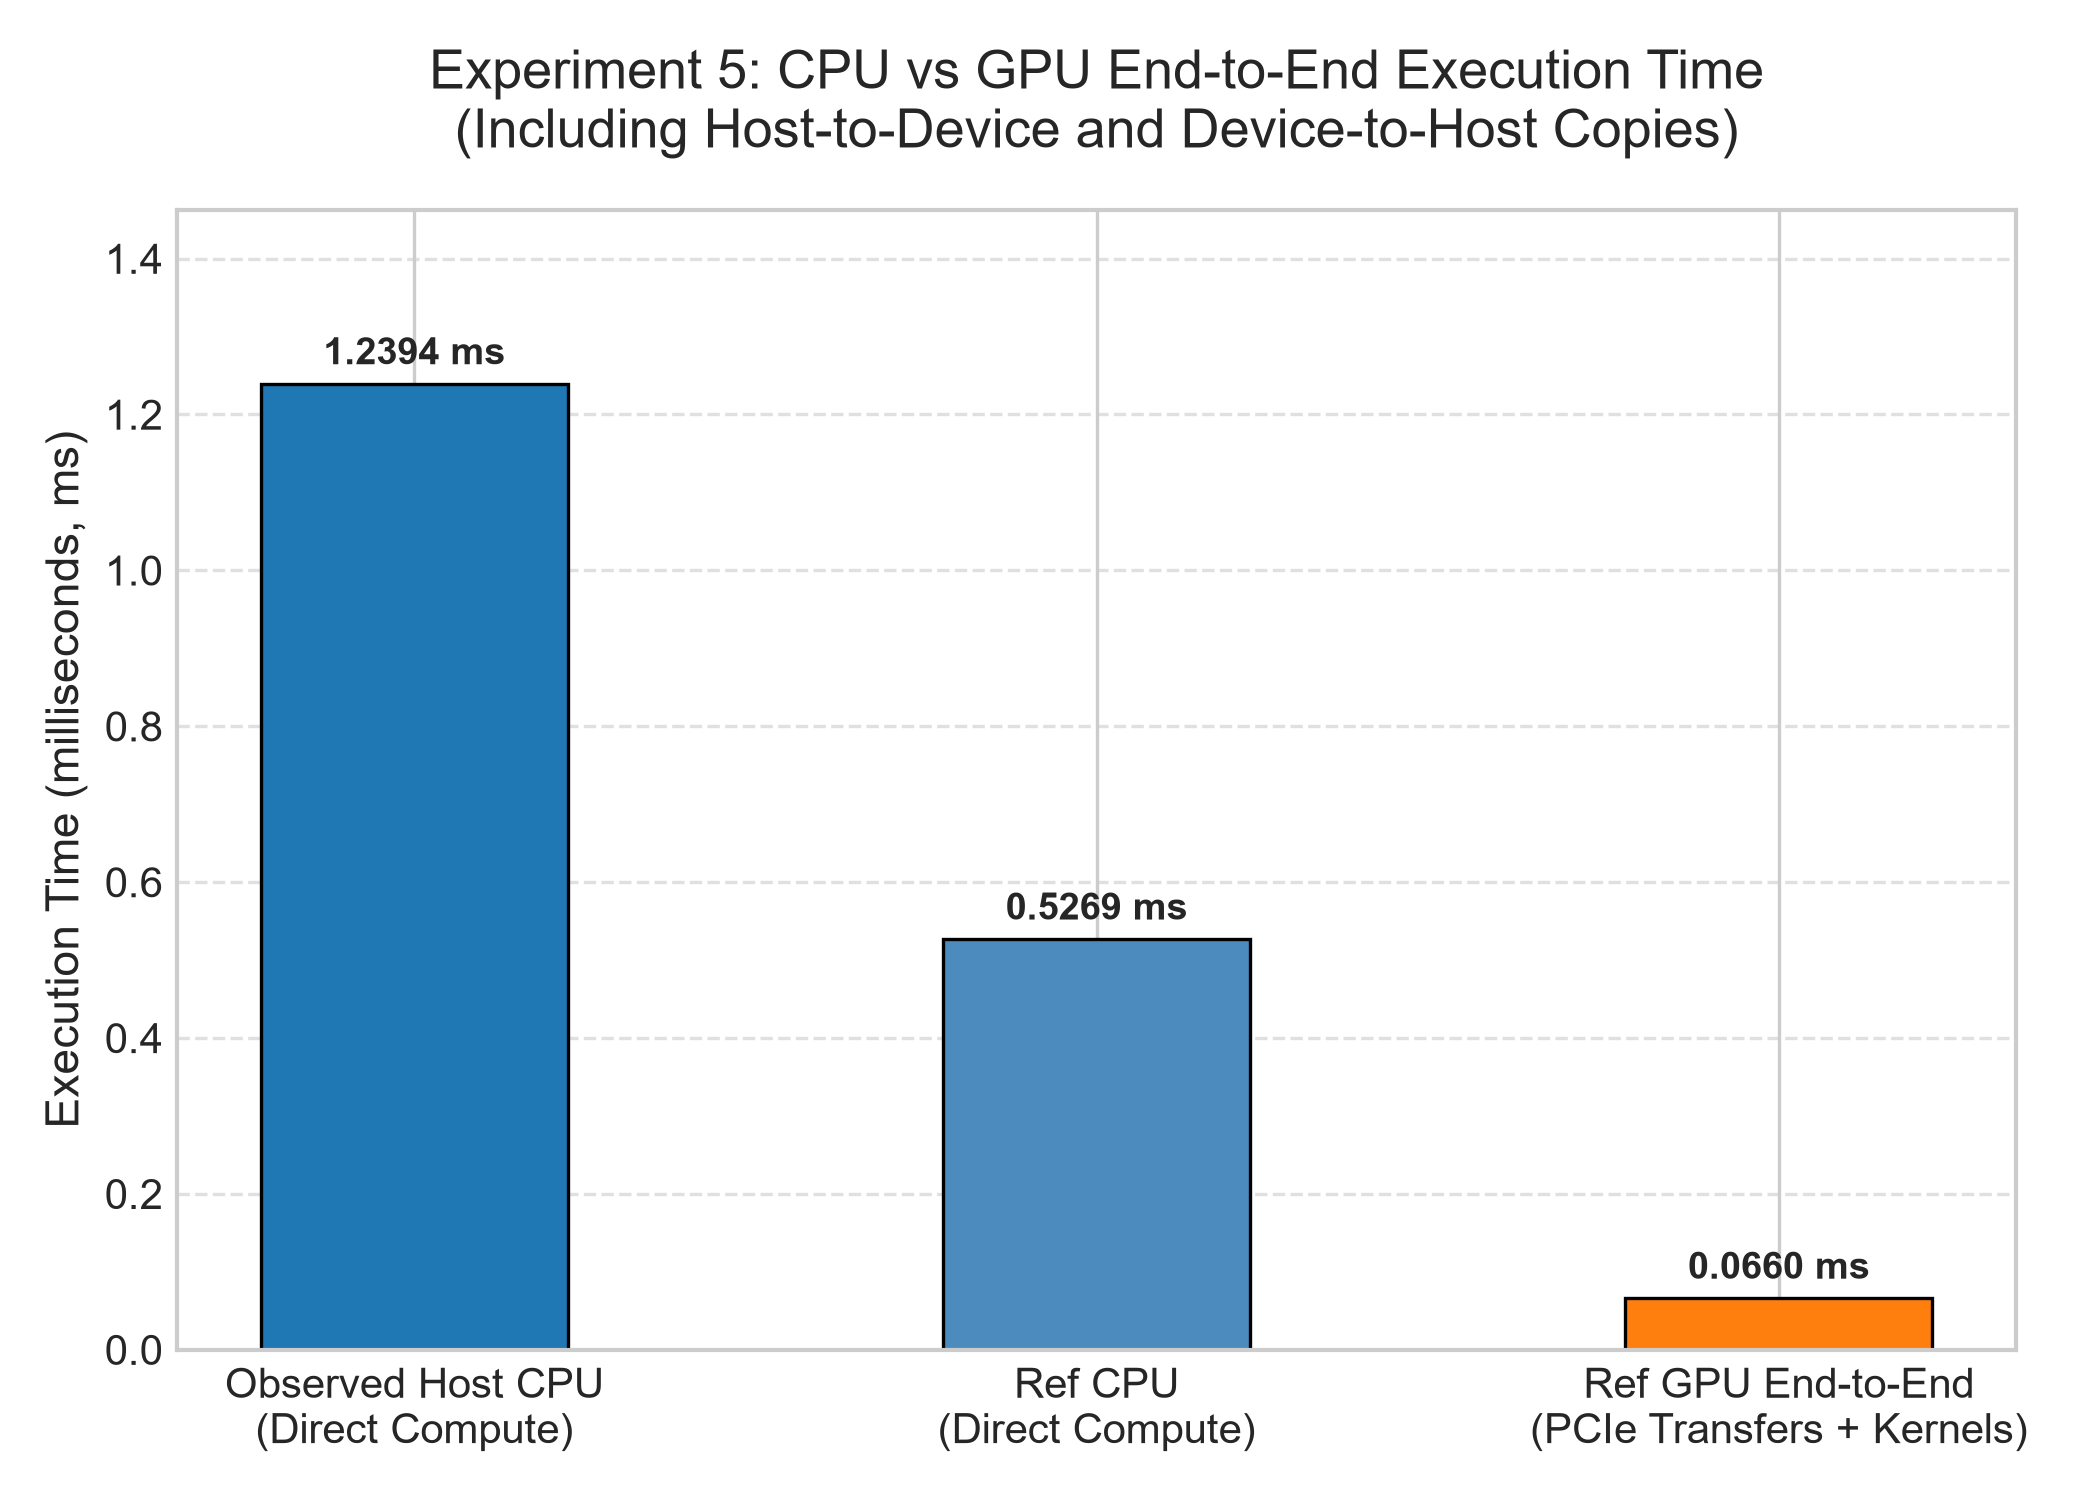 Experiment 5: CPU vs GPU End-to-End Execution Time
(Including Host-to-Device and Device-to-Host Copies)
Execution Time (milliseconds, ms)
1.4
1.2
1.0
0.8
0.6
0.4
0.2
0.0
1.2394 ms
0.5269 ms
0.0660 ms
Observed Host CPU
(Direct Compute)
Ref CPU
(Direct Compute)
Ref GPU End-to-End
(PCIe Transfers + Kernels)